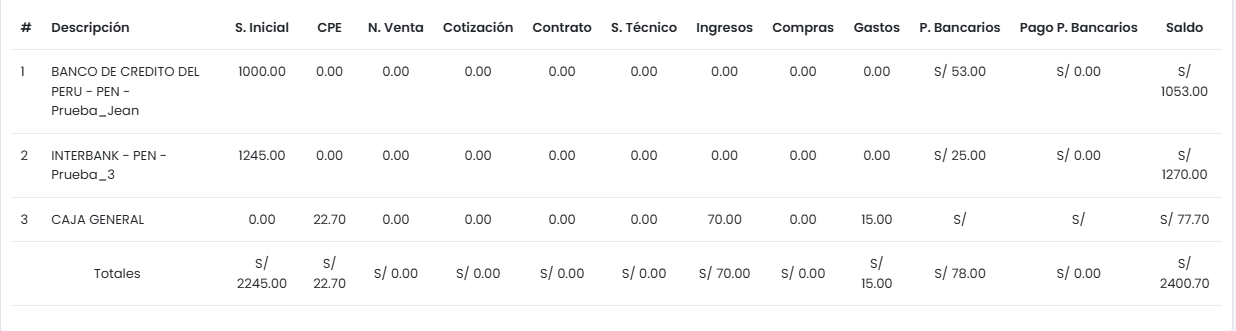 # Descripción S. Inicial CPE N. Venta Cotización Contrato S. Técnico Ingresos Compras Gastos P. Bancarios Pago P. Bancarios Saldo
1 BANCO DE CREDITO DEL 1000.00 0.00 0.00 0.00 0.00 0.00 0.00 0.00 0.00 S/ 53.00 S/ 0.00 S/
PERU - PEN - 1053.00
Prueba_Jean
2 INTERBANK - PEN - 1245.00 0.00 0.00 0.00 0.00 0.00 0.00 0.00 0.00 S/ 25.00 S/ 0.00 S/
Prueba_3 1270.00
3 CAJA GENERAL 0.00 22.70 0.00 0.00 0.00 0.00 70.00 0.00 15.00 S/ S/ S/ 77.70
S/ S/ S/ S/
Totales S/ 0.00 S/ 0.00 S/ 0.00 S/ 0.00 S/ 70.00 S/ 0.00 S/ 78.00 S/ 0.00
2245.00 22.70 15.00 2400.70